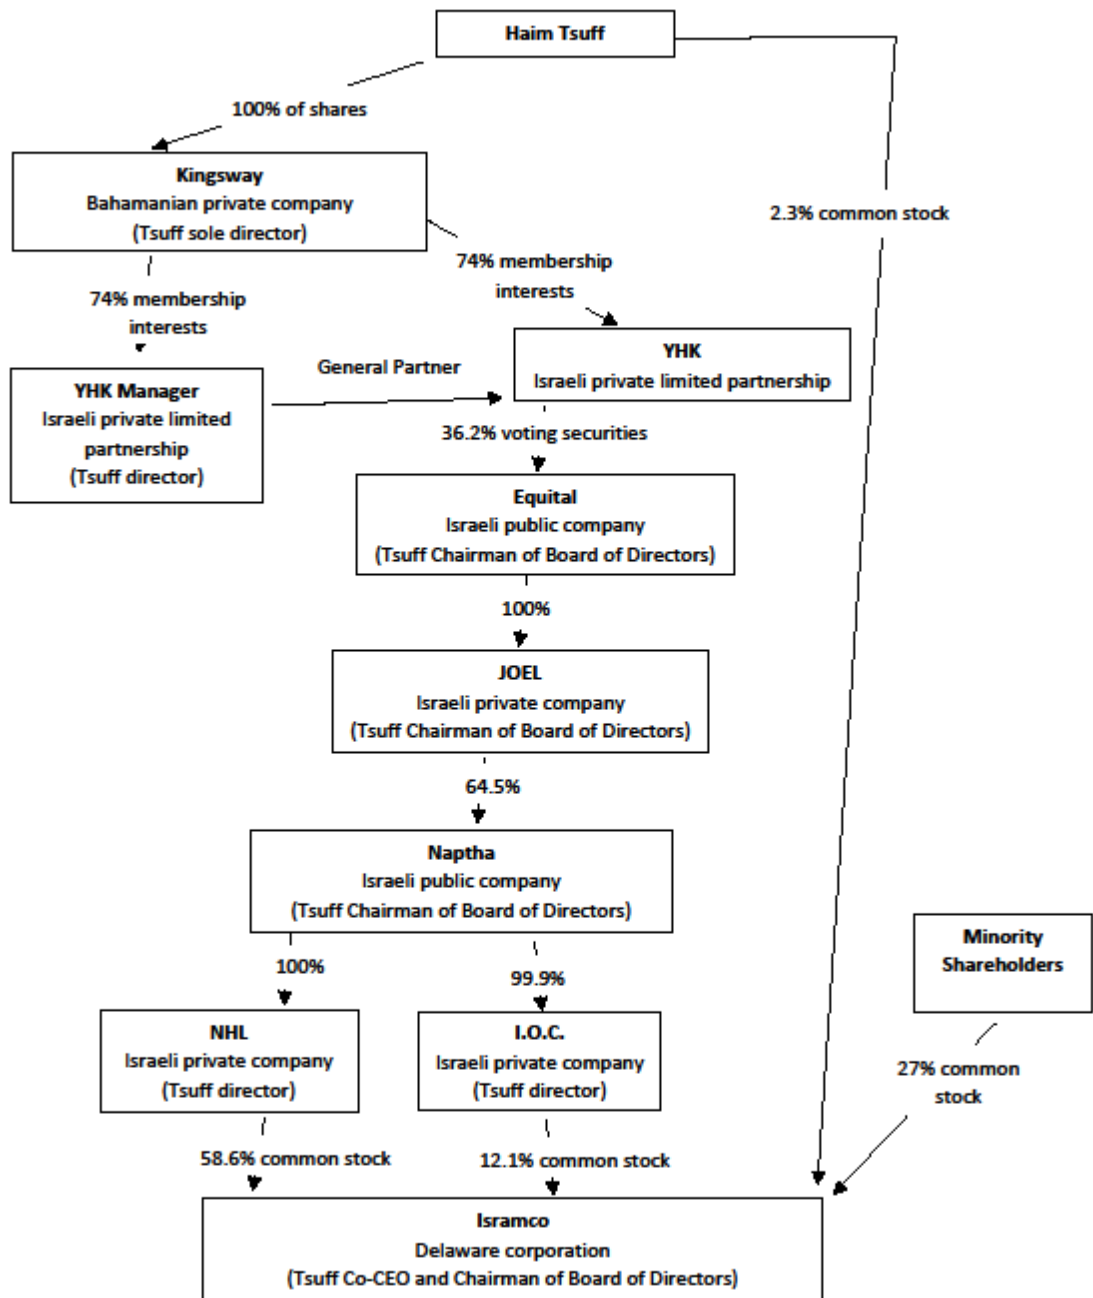 Haim Tsuff
100% of shares
Kingsway
Bahamanian private company
(Tsuff sole director)
2.3% common stock
74% membership
interests
74% membership
interests
YHK
Israeli private limited partnership
General Partner
YHK Manager
Israeli private limited
partnership
(Tsuff director)
36.2% voting securities
Equital
Israeli public company
(Tsuff Chairman of Board of Directors)
100%
JOEL
Israeli private company
(Tsuff Chairman of Board of Directors)
64.5%
Naptha
Israeli public company
(Tsuff Chairman of Board of Directors)
Minority
Shareholders
100%
99.9%
NHL
Israeli private company
(Tsuff director)
I.O.C.
Israeli private company
(Tsuff director)
27% common
stock
58.6% common stock
12.1% common stock
Isramco
Delaware corporation
(Tsuff Co-CEO and Chairman of Board of Directors)